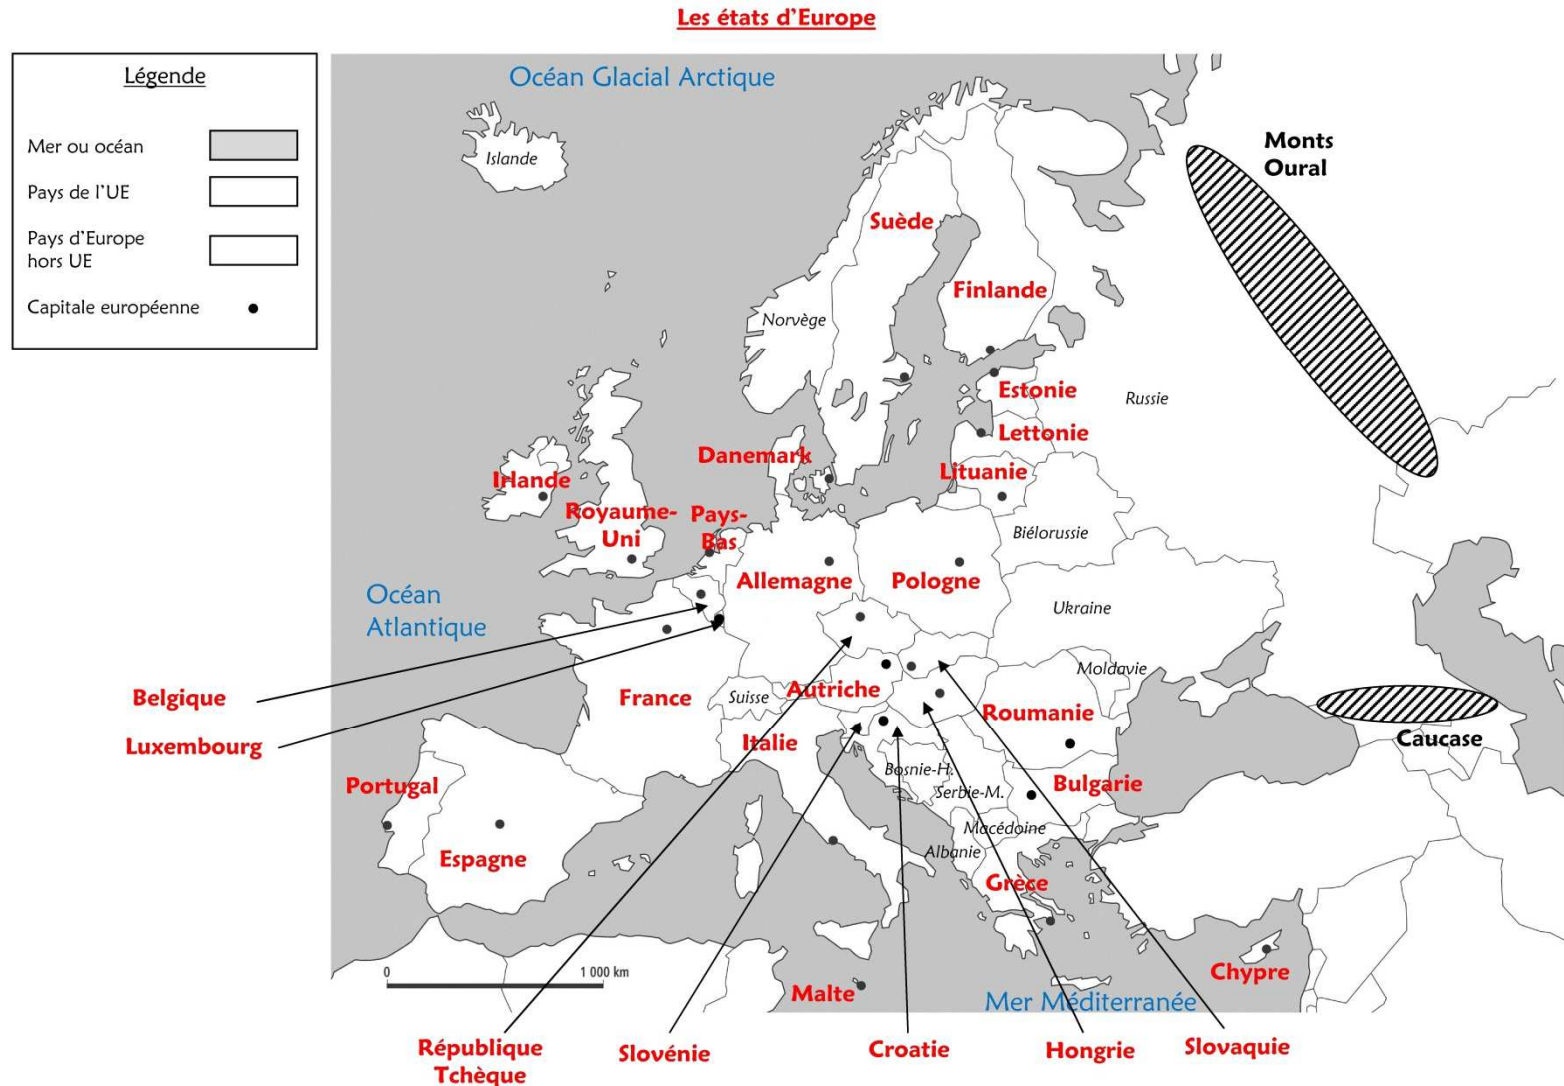 Les états d'Europe
Légende
Mer ou océan
Pays de l'UE
Pays d'Europe
hors UE
Capitale européenne
Océan Glacial Arctique
Islande
Monts
Oural
Suède
Finlande
Norvège
Estonie
Russie
Lettonie
Danemark
Lituanie
Irlande
Royaume-
Uni
Pays-
Bas
Biélorussie
Allemagne
Pologne
Océan
Atlantique
Ukraine
Belgique
France
Suisse
Autriche
Moldavie
Roumanie
Luxembourg
Italie
Caucase
Portugal
Bosnie-H.
Serbie-M.
Bulgarie
Macédoine
Albanie
Espagne
Grèce
0
1 000 km
Malte
Mer Méditerranée
Chypre
République
Tchèque
Slovénie
Croatie
Hongrie
Slovaquie